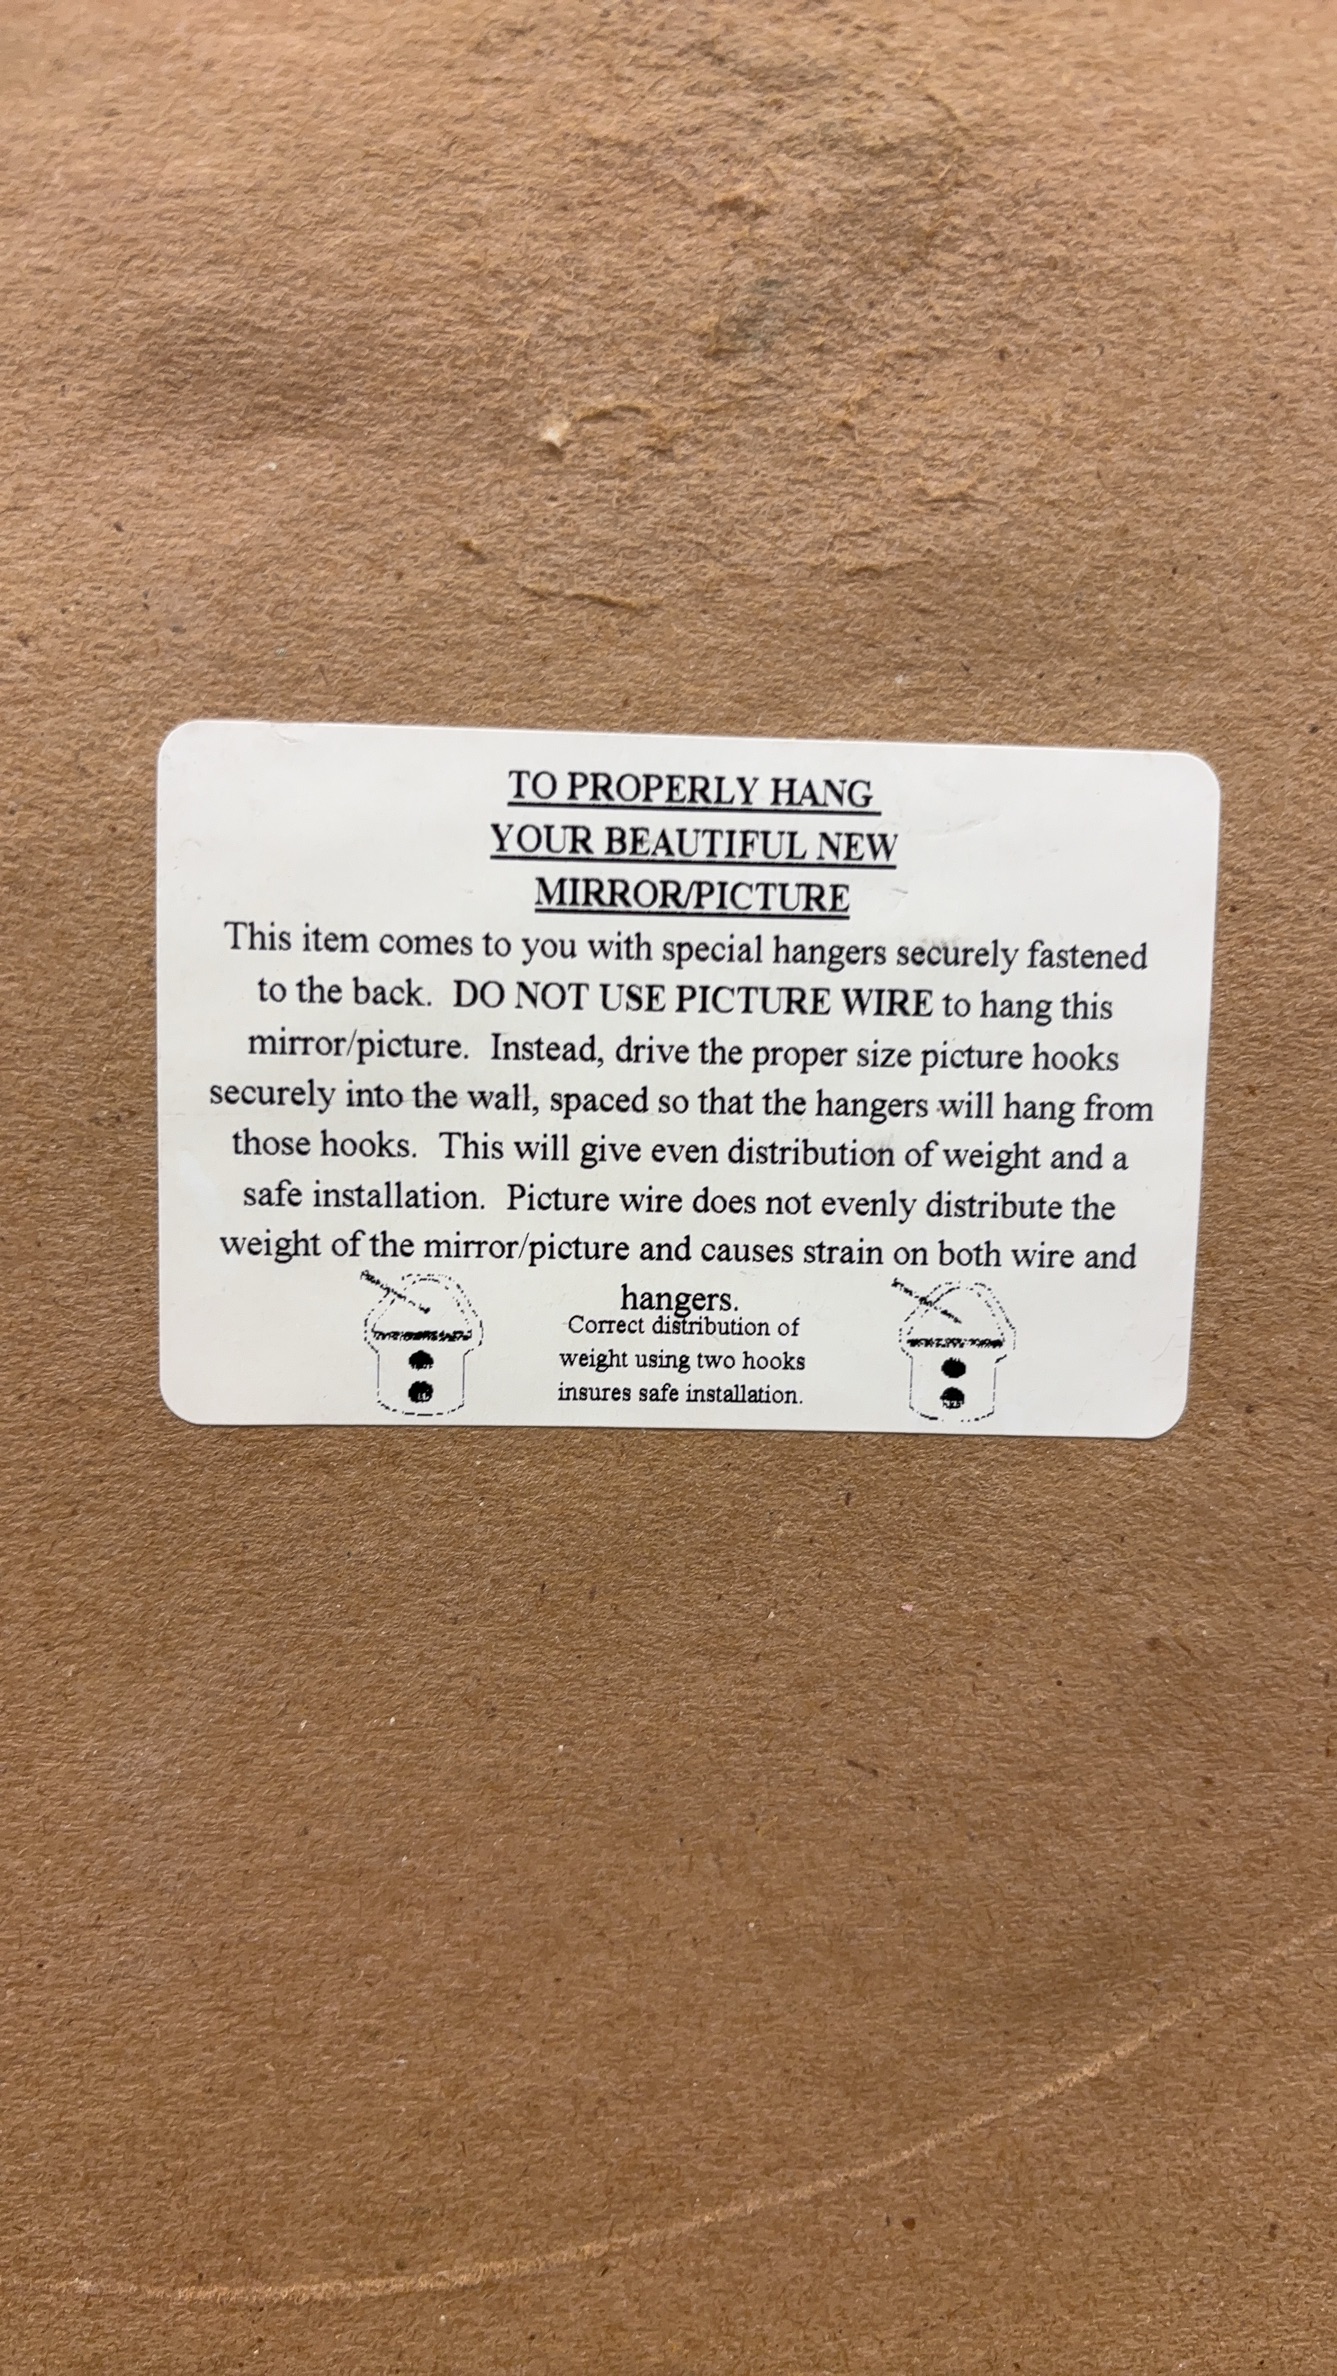 TO PROPERLY HANG
YOUR BEAUTIFUL NEW
MIRROR/PICTURE
This item comes to you with special hangers securely fastened
to the back. DO NOT USE PICTURE WIRE to hang this
mirror/picture. Instead, drive the proper size picture hooks
securely into the wall, spaced so that the hangers will hang from
those hooks. This will give even distribution of weight and a
safe installation. Picture wire does not evenly distribute the
weight of the mirror/picture and causes strain on both wire and
hangers.
Correct distribution of
weight using two hooks
insures safe installation.